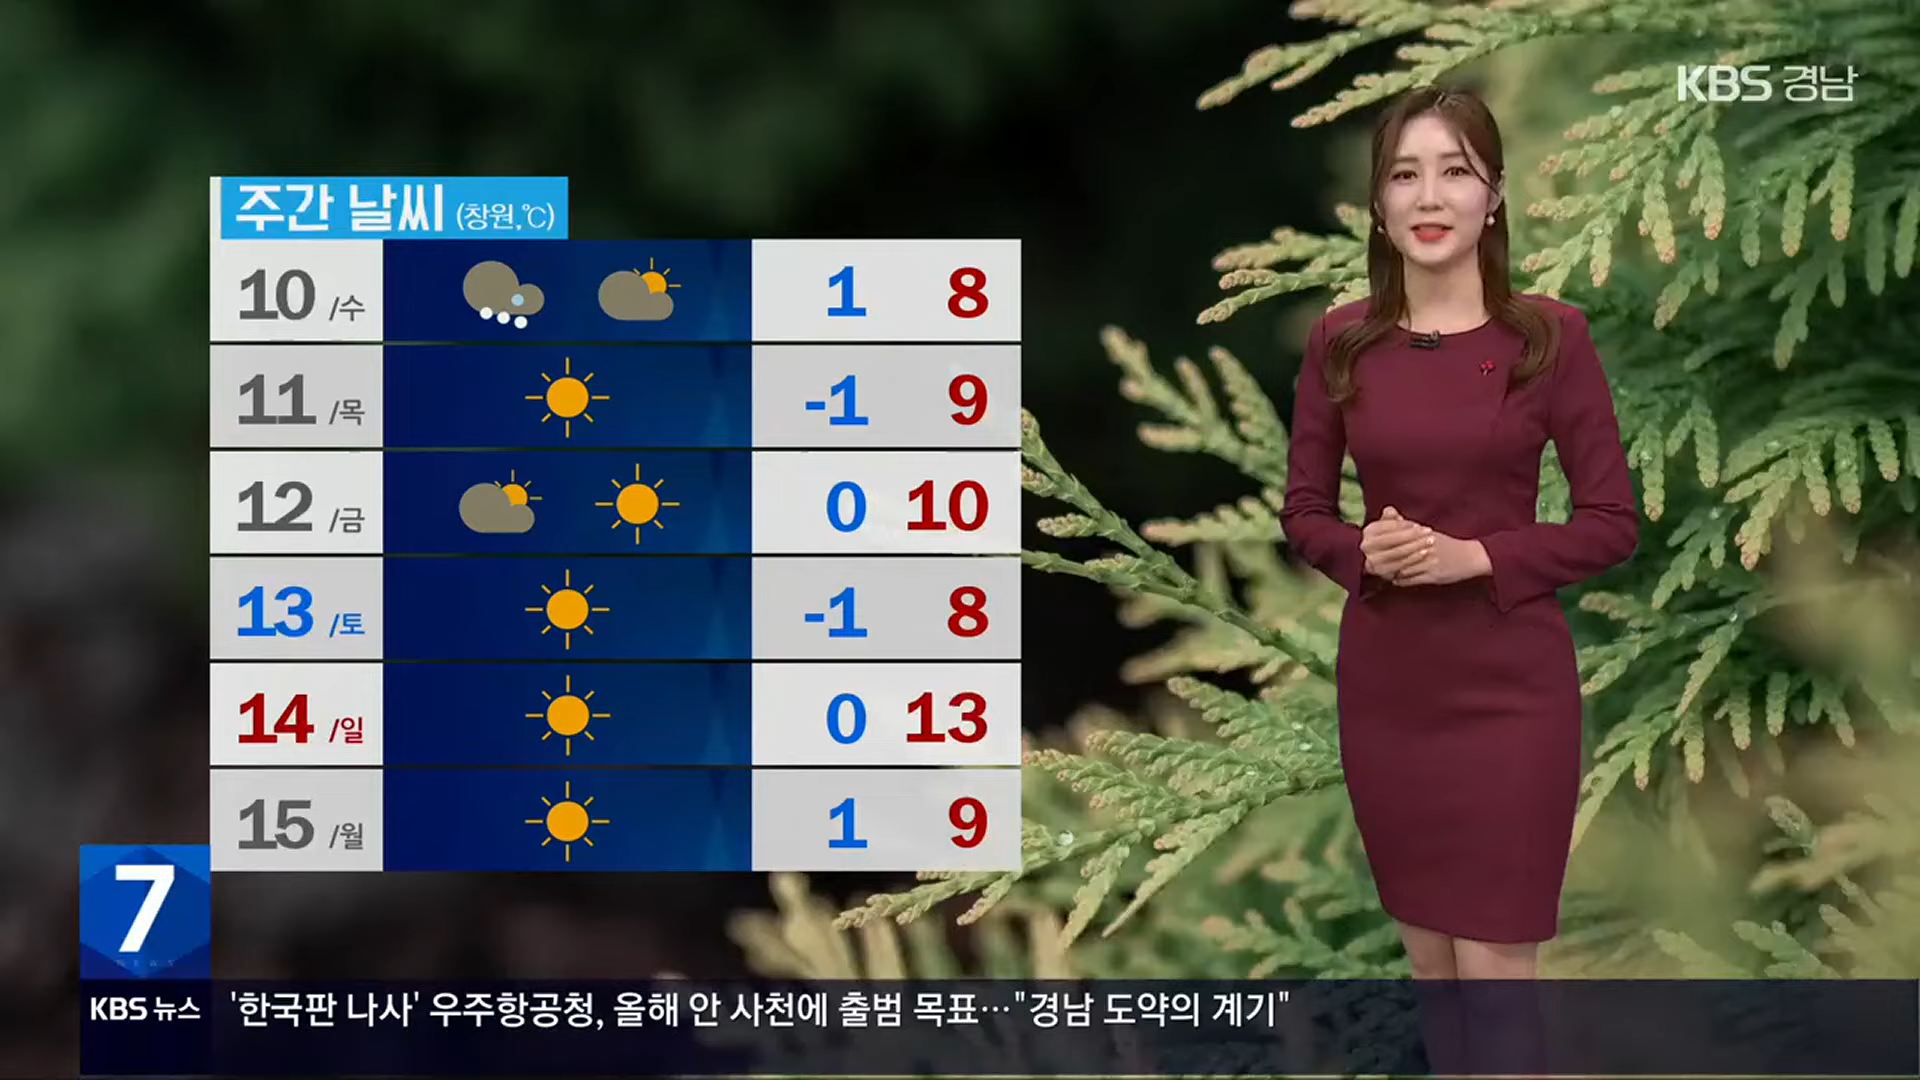 KBS 경남
주간 날씨 (창원,℃)
10 /수 1 8
11 /목 -1 9
12 /금 0 10
13 /토 -1 8
14 /일 0 13
15 /월 1 9
7
NEWS
KBS 뉴스 '한국판 나사' 우주항공청, 올해 안 사천에 출범 목표…"경남 도약의 계기"